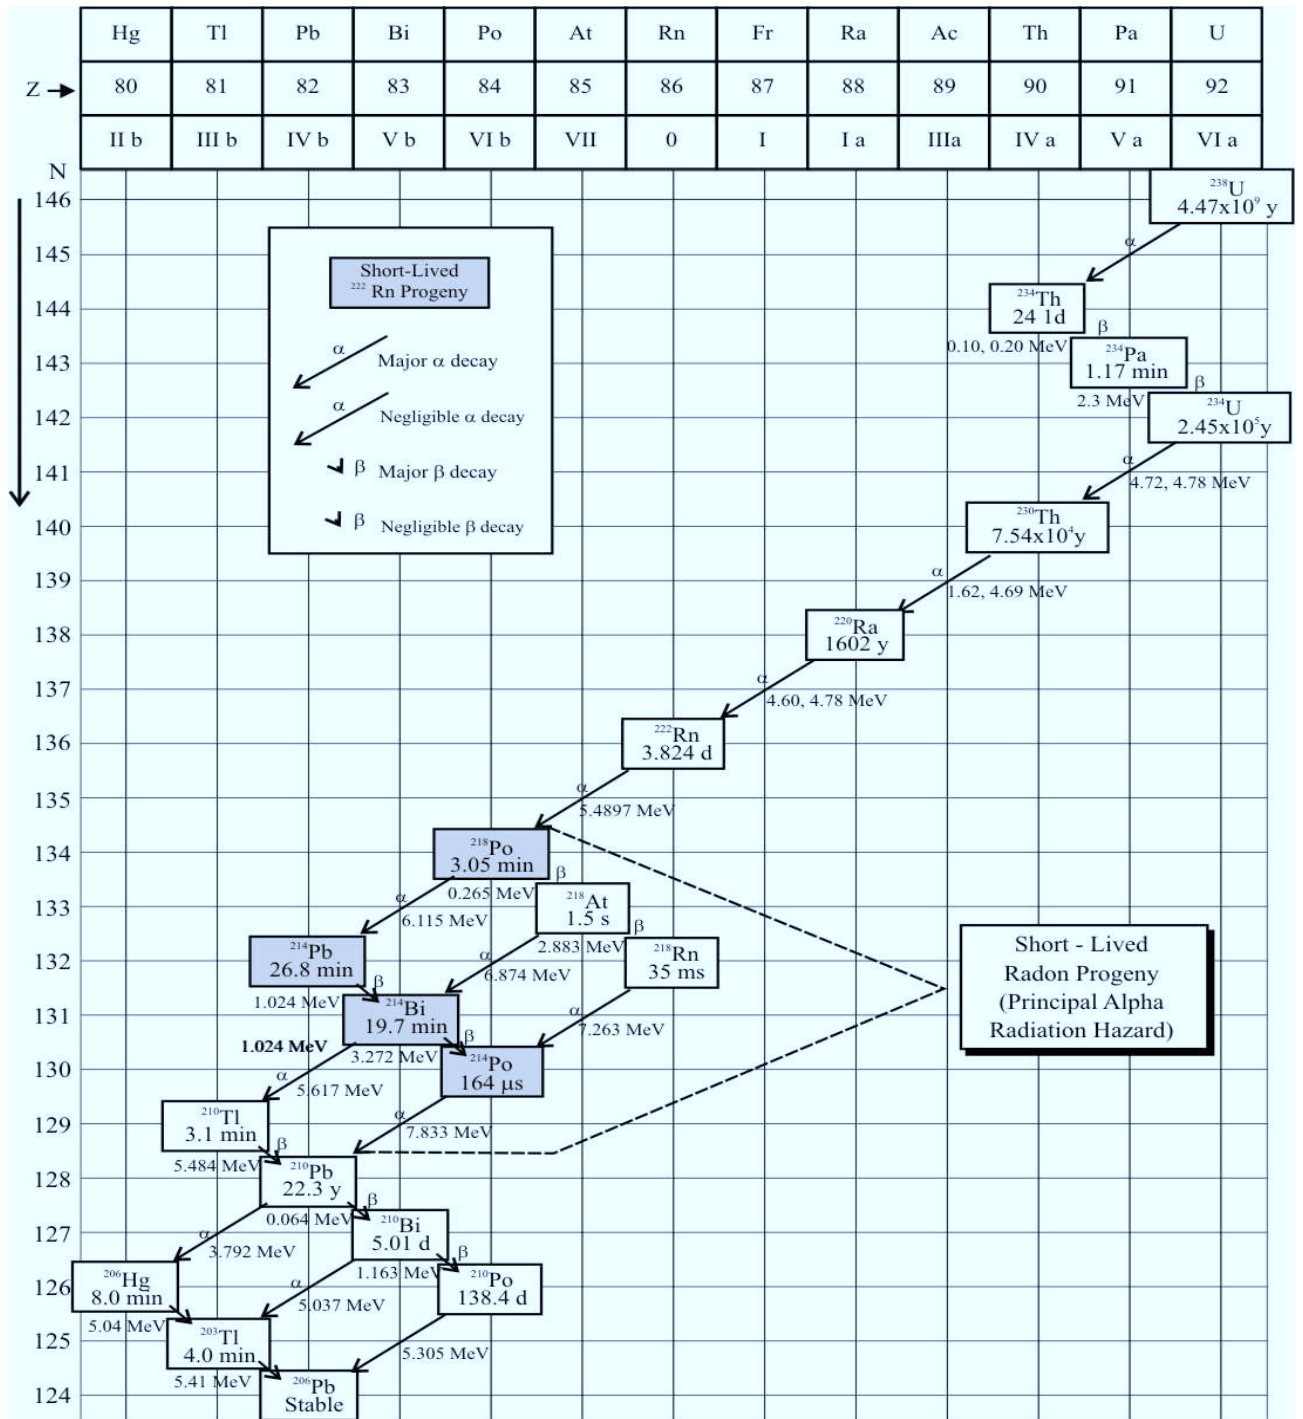 Hg Tl Pb Bi Po At Rn Fr Ra Ac Th Pa U
Z 80 81 82 83 84 85 86 87 88 89 90 91 92
II b III b IV b V b VI b VII 0 I I a IIIa IV a V a VI a
N
146
²³⁸U
4.47x10⁹ y
145
α
Short-Lived
²²² Rn Progeny
144
²³⁴Th
24 1d
β
0.10, 0.20 MeV
α
Major α decay
143
²³⁴Pa
1.17 min
β
2.3 MeV
α
Negligible α decay
142
²³⁴U
2.45x10⁵y
β Major β decay
141
α
4.72, 4.78 MeV
β Negligible β decay
140
²³⁰Th
7.54x10⁴y
139
α
1.62, 4.69 MeV
138
²²⁰Ra
1602 y
137
α
4.60, 4.78 MeV
136
²²²Rn
3.824 d
135
α
5.4897 MeV
134
²¹⁸Po
3.05 min
β
0.265 MeV
133
α
6.115 MeV
²¹⁸At
1.5 s
β
2.883 MeV
132
²¹⁴Pb
26.8 min
β
1.024 MeV
α
6.874 MeV
²¹⁸Rn
35 ms
Short - Lived
Radon Progeny
(Principal Alpha
Radiation Hazard)
131
²¹⁴Bi
19.7 min
β
α
7.263 MeV
1.024 MeV
3.272 MeV
130
²¹⁴Po
164 µs
α
5.617 MeV
129
²¹⁰Tl
3.1 min
β
5.484 MeV
α
7.833 MeV
128
²¹⁰Pb
22.3 y
β
0.064 MeV
127
α
3.792 MeV
²¹⁰Bi
5.01 d
β
1.163 MeV
126
²⁰⁶Hg
8.0 min
5.04 MeV
α
5.037 MeV
²¹⁰Po
138.4 d
125
²⁰³Tl
4.0 min
5.41 MeV
5.305 MeV
124
²⁰⁶Pb
Stable